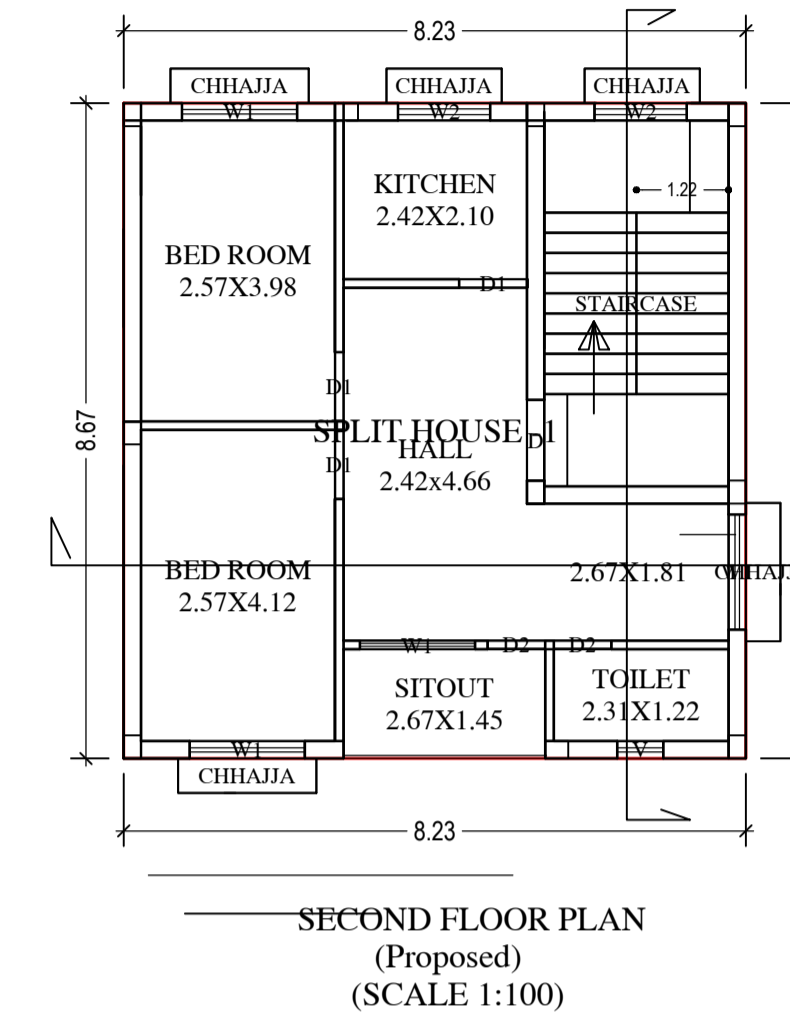 8.23
CHHAJJA
CHHAJJA
CHHAJJA
W1
W2
W2
KITCHEN
2.42X2.10
1.22
BED ROOM
2.57X3.98
D1
STAIRCASE
D1
8.67
SPLIT HOUSE 1
D
HALL
2.42x4.66
D1
BED ROOM
2.57X4.12
2.67X1.81
W1
D2
D2
SITOUT
2.67X1.45
TOILET
2.31X1.22
W1
V
CHHAJJA
8.23
SECOND FLOOR PLAN
(Proposed)
(SCALE 1:100)